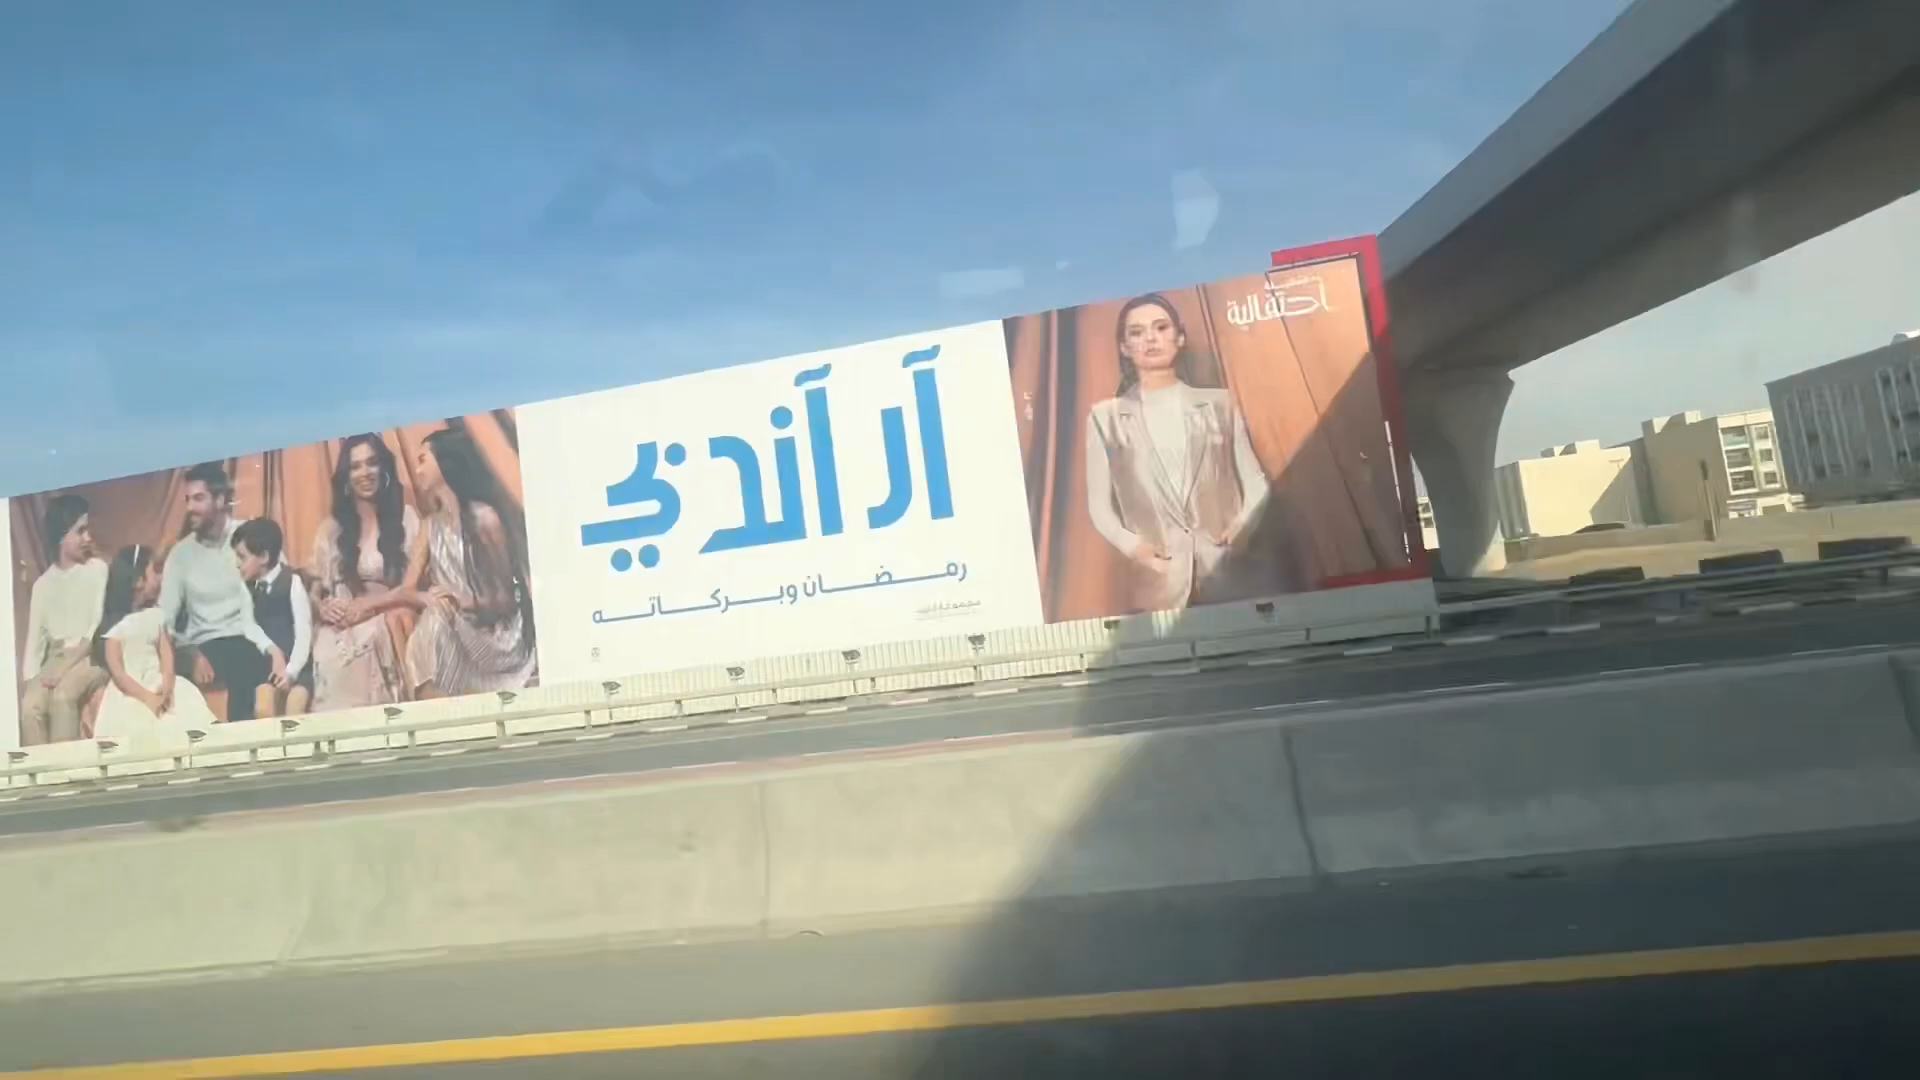 آر آند بي
رمضان وبركاته
احتفالية